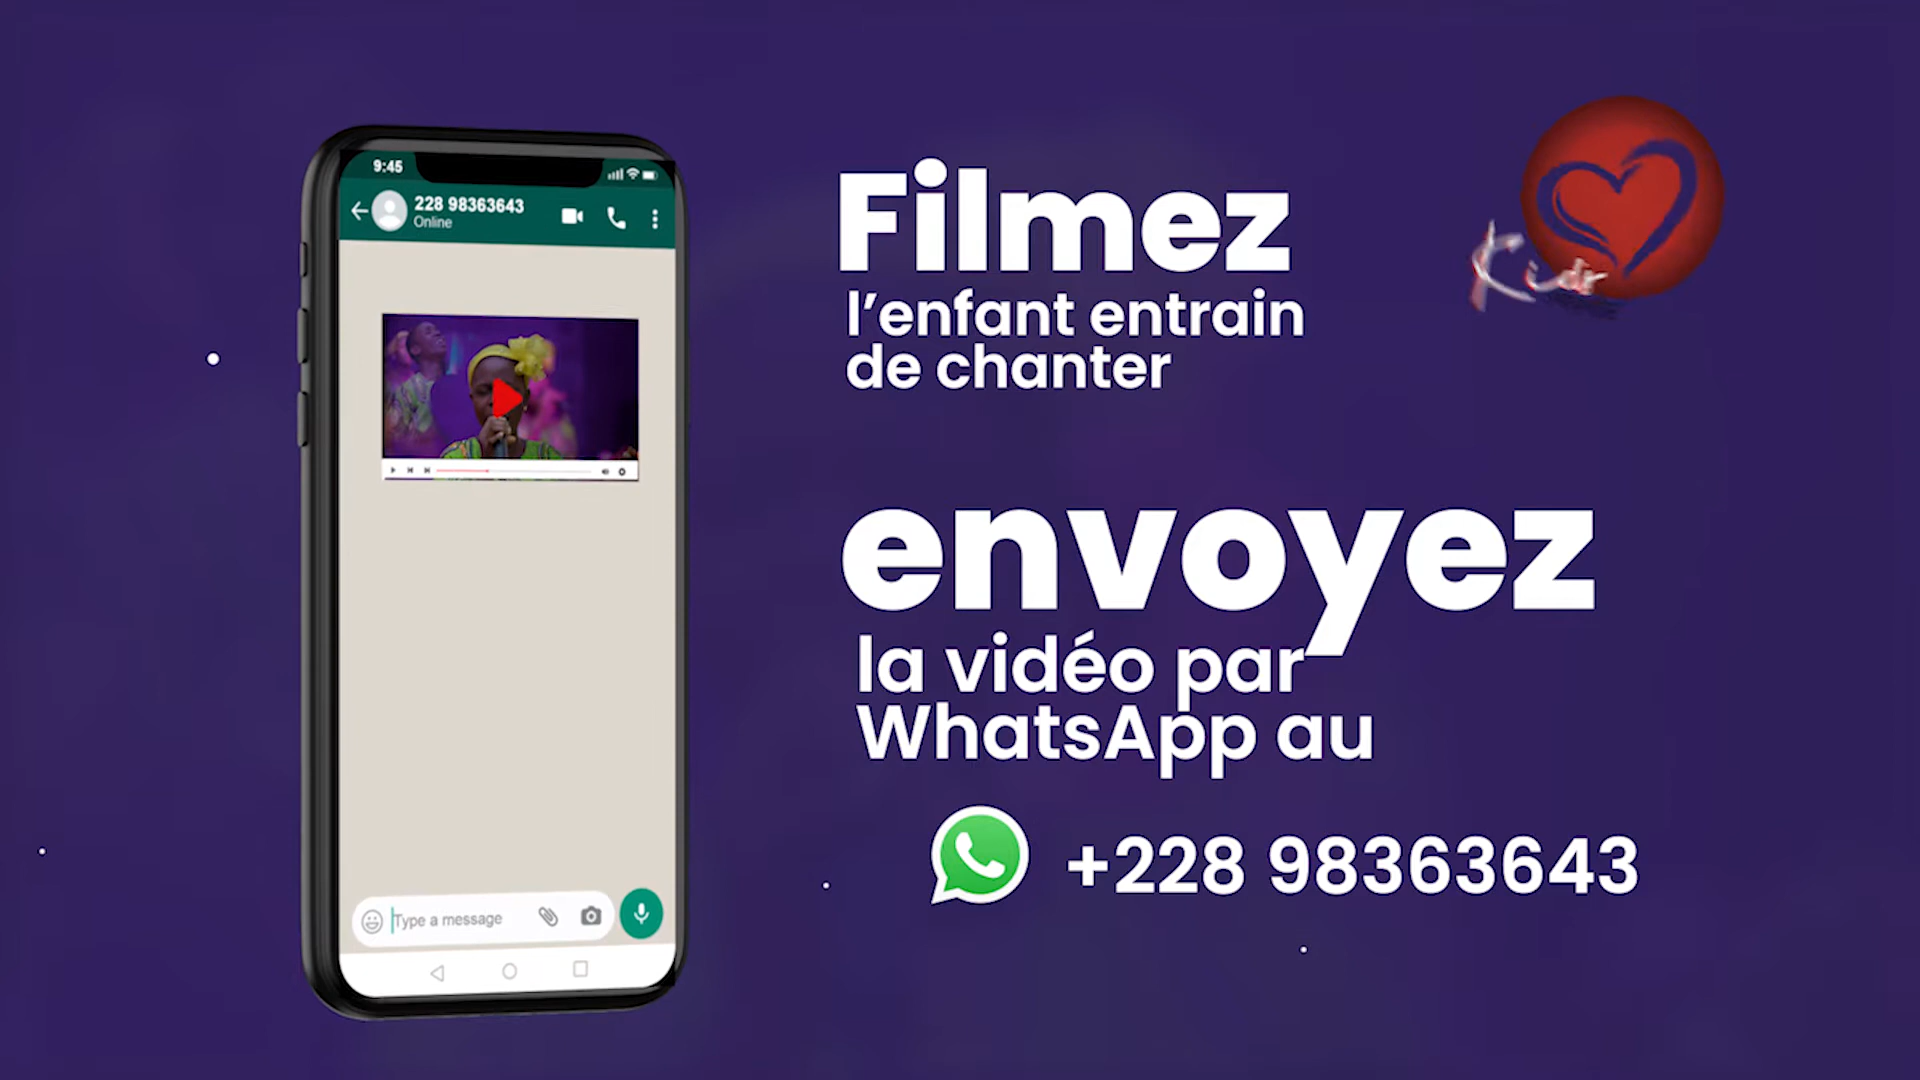 9:45
228 98363643
Online
Type a message
Filmez
l’enfant entrain
de chanter
envoyez
la vidéo par
WhatsApp au
+228 98363643
Kids